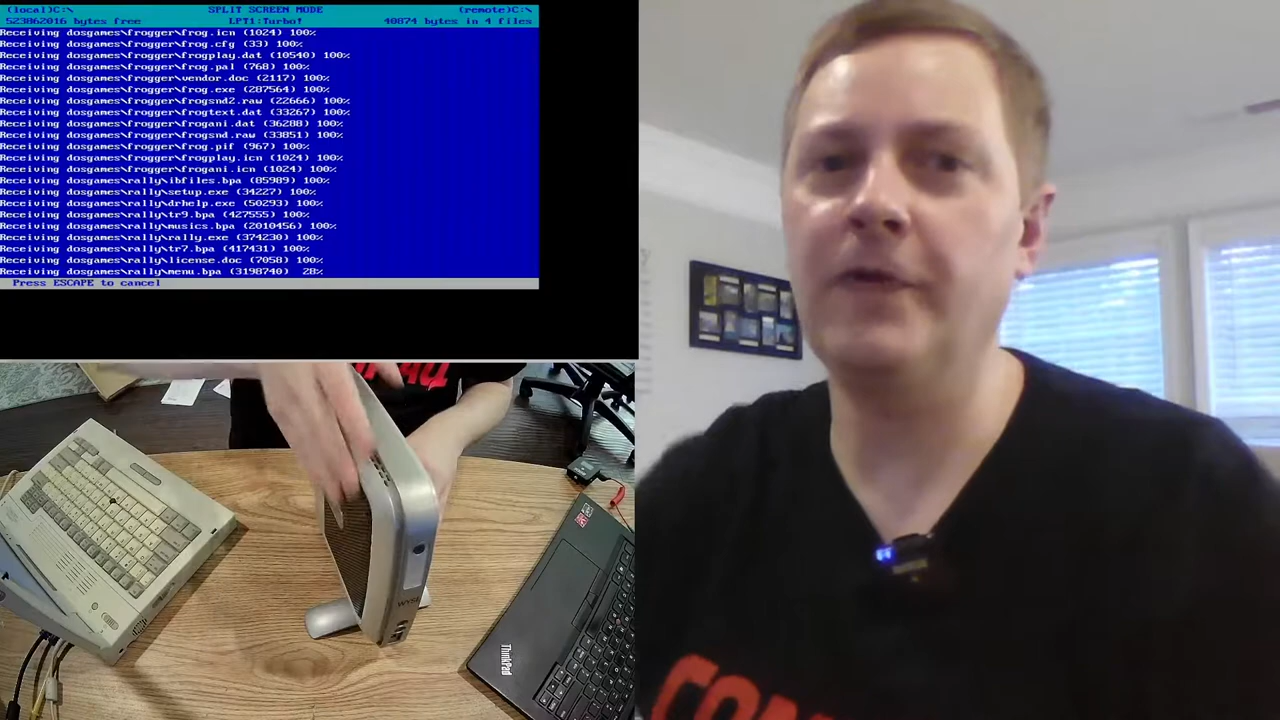 (local)C:\ SPLIT SCREEN MODE (remote)C:\
523862016 bytes free LPT1:Turbo! 40874 bytes in 4 files
Receiving dosgames\frogger\frog.icn (1024) 100%
Receiving dosgames\frogger\frog.cfg (33) 100%
Receiving dosgames\frogger\frogplay.dat (10540) 100%
Receiving dosgames\frogger\frog.pal (768) 100%
Receiving dosgames\frogger\vendor.doc (2117) 100%
Receiving dosgames\frogger\frog.exe (287564) 100%
Receiving dosgames\frogger\frogsnd2.raw (22666) 100%
Receiving dosgames\frogger\frogtext.dat (33267) 100%
Receiving dosgames\frogger\frogani.dat (36288) 100%
Receiving dosgames\frogger\frogsnd.raw (33851) 100%
Receiving dosgames\frogger\frog.pif (967) 100%
Receiving dosgames\frogger\frogplay.icn (1024) 100%
Receiving dosgames\frogger\frogani.icn (1024) 100%
Receiving dosgames\rally\ibfiles.bpa (85989) 100%
Receiving dosgames\rally\setup.exe (34227) 100%
Receiving dosgames\rally\drhelp.exe (50293) 100%
Receiving dosgames\rally\tr9.bpa (427555) 100%
Receiving dosgames\rally\musics.bpa (2010456) 100%
Receiving dosgames\rally\rally.exe (374230) 100%
Receiving dosgames\rally\tr7.bpa (417431) 100%
Receiving dosgames\rally\license.doc (7058) 100%
Receiving dosgames\rally\menu.bpa (3198740) 28%
Press ESCAPE to cancel
WYSE
ThinkPad